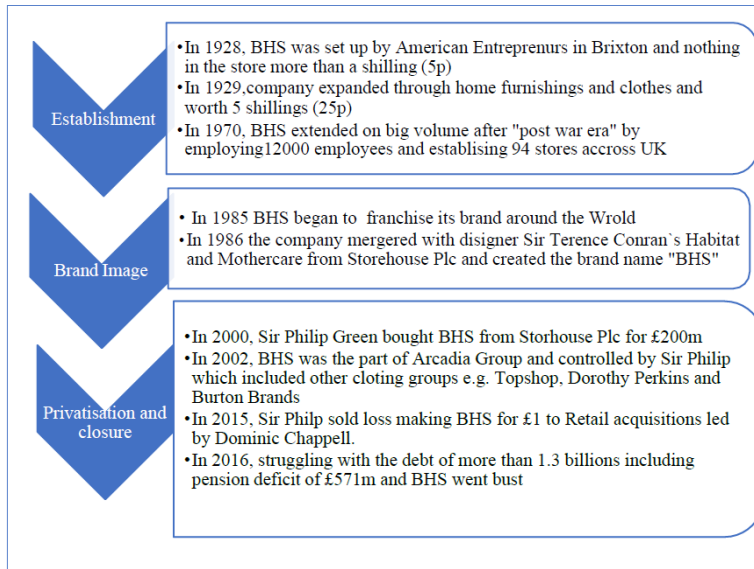 Establishment
•In 1928, BHS was set up by American Entreprenurs in Brixton and nothing
in the store more than a shilling (5p)
•In 1929,company expanded through home furnishings and clothes and
worth 5 shillings (25p)
•In 1970, BHS extended on big volume after "post war era" by
employing12000 employees and establising 94 stores accross UK
Brand Image
• In 1985 BHS began to franchise its brand around the Wrold
• In 1986 the company mergered with disigner Sir Terence Conran`s Habitat
and Mothercare from Storehouse Plc and created the brand name "BHS"
Privatisation and
closure
•In 2000, Sir Philip Green bought BHS from Storhouse Plc for £200m
•In 2002, BHS was the part of Arcadia Group and controlled by Sir Philip
which included other cloting groups e.g. Topshop, Dorothy Perkins and
Burton Brands
•In 2015, Sir Philp sold loss making BHS for £1 to Retail acquisitions led
by Dominic Chappell.
•In 2016, struggling with the debt of more than 1.3 billions including
pension deficit of £571m and BHS went bust